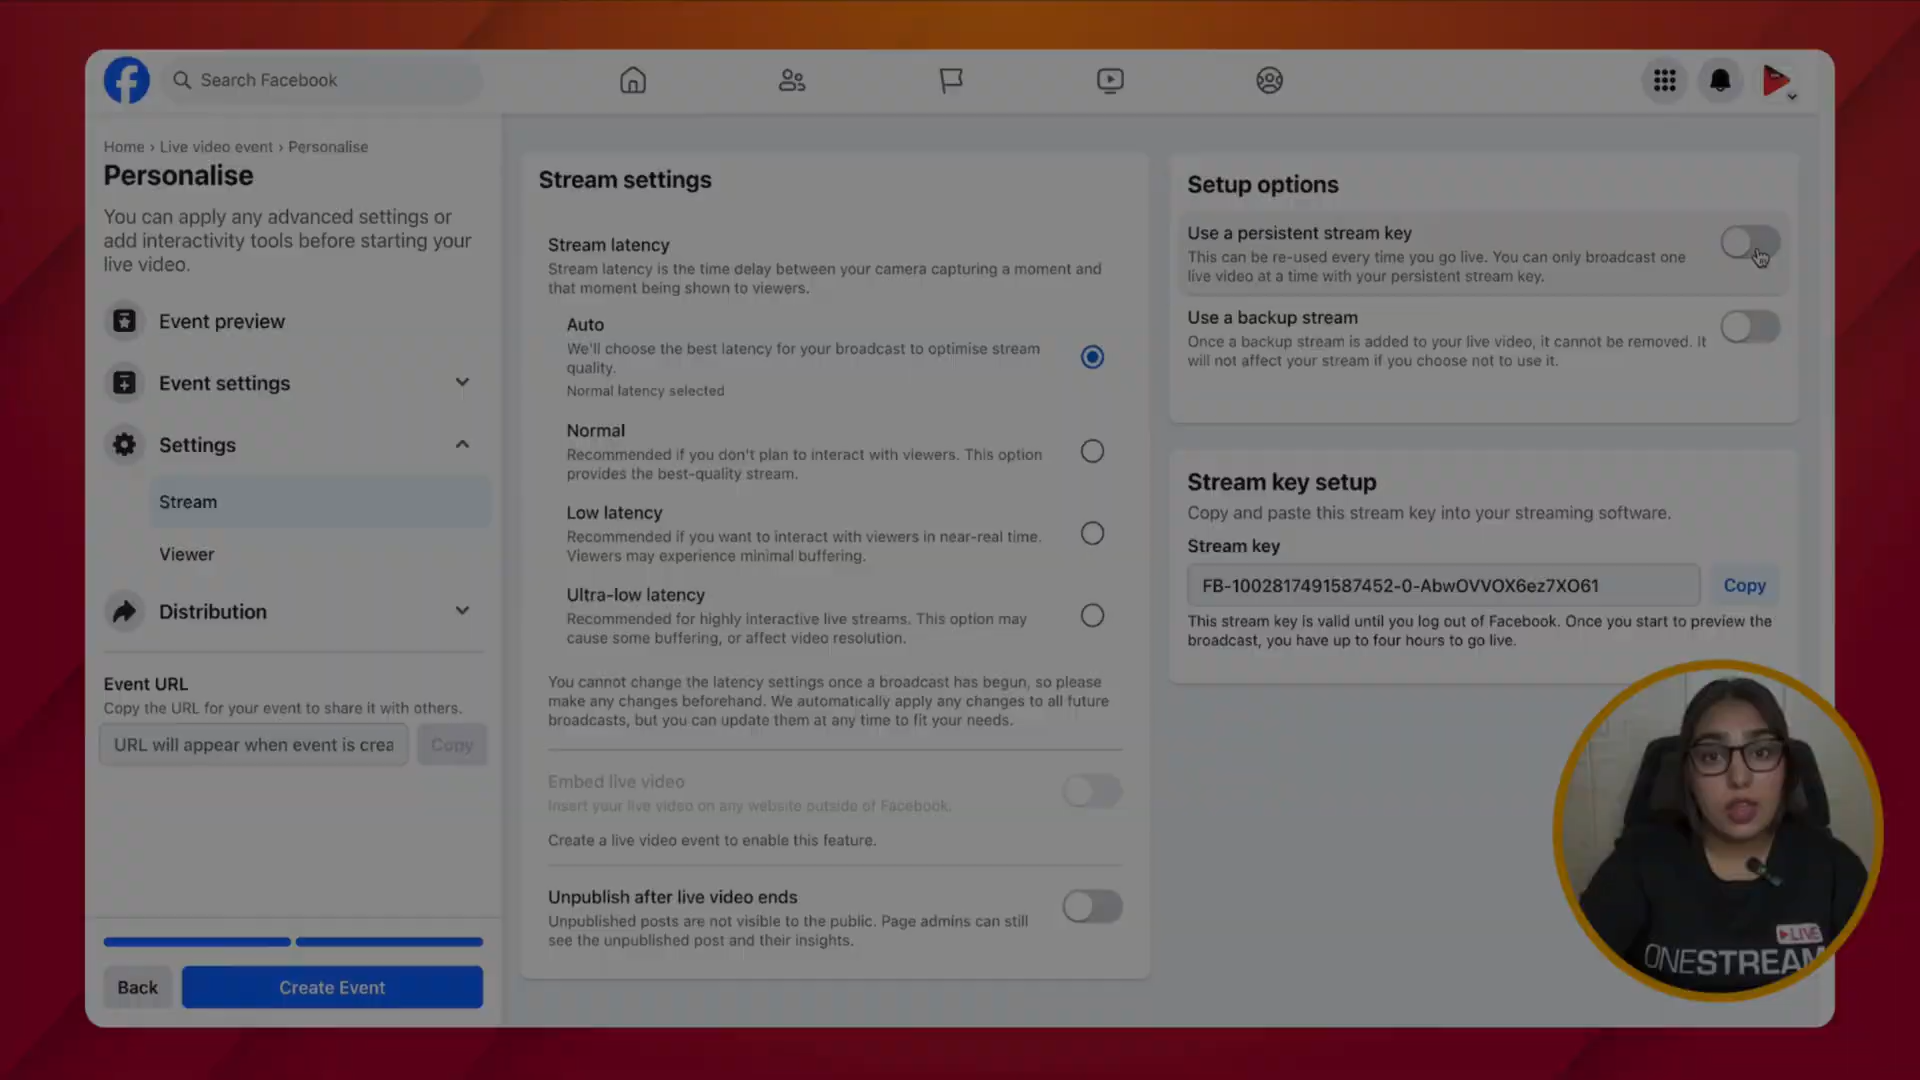 Search Facebook
Home › Live video event › Personalise
Personalise
You can apply any advanced settings or
add interactivity tools before starting your
live video.
Event preview
Event settings
Settings
Stream
Viewer
Distribution
Event URL
Copy the URL for your event to share it with others.
URL will appear when event is crea
Copy
Back
Create Event
Stream settings
Stream latency
Stream latency is the time delay between your camera capturing a moment and
that moment being shown to viewers.
Auto
We'll choose the best latency for your broadcast to optimise stream
quality.
Normal latency selected
Normal
Recommended if you don't plan to interact with viewers. This option
provides the best-quality stream.
Low latency
Recommended if you want to interact with viewers in near-real time.
Viewers may experience minimal buffering.
Ultra-low latency
Recommended for highly interactive live streams. This option may
cause some buffering, or affect video resolution.
You cannot change the latency settings once a broadcast has begun, so please
make any changes beforehand. We automatically apply any changes to all future
broadcasts, but you can update them at any time to fit your needs.
Embed live video
Insert your live video on any website outside of Facebook.
Create a live video event to enable this feature.
Unpublish after live video ends
Unpublished posts are not visible to the public. Page admins can still
see the unpublished post and their insights.
Setup options
Use a persistent stream key
This can be re-used every time you go live. You can only broadcast one
live video at a time with your persistent stream key.
Use a backup stream
Once a backup stream is added to your live video, it cannot be removed. It
will not affect your stream if you choose not to use it.
Stream key setup
Copy and paste this stream key into your streaming software.
Stream key
FB-1002817491587452-0-AbwOVVOX6ez7XO61
Copy
This stream key is valid until you log out of Facebook. Once you start to preview the
broadcast, you have up to four hours to go live.
LIVE
ONESTREAM